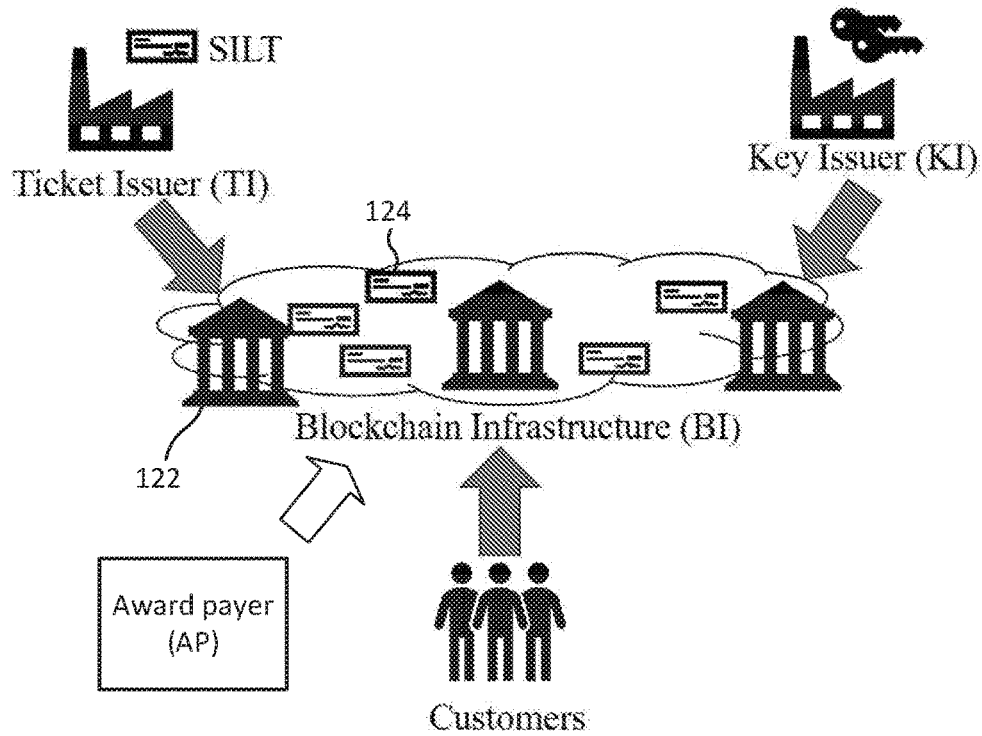 SILT
Ticket Issuer (TI)
Key Issuer (KI)
124
Blockchain Infrastructure (BI)
122
Award payer
(AP)
Customers